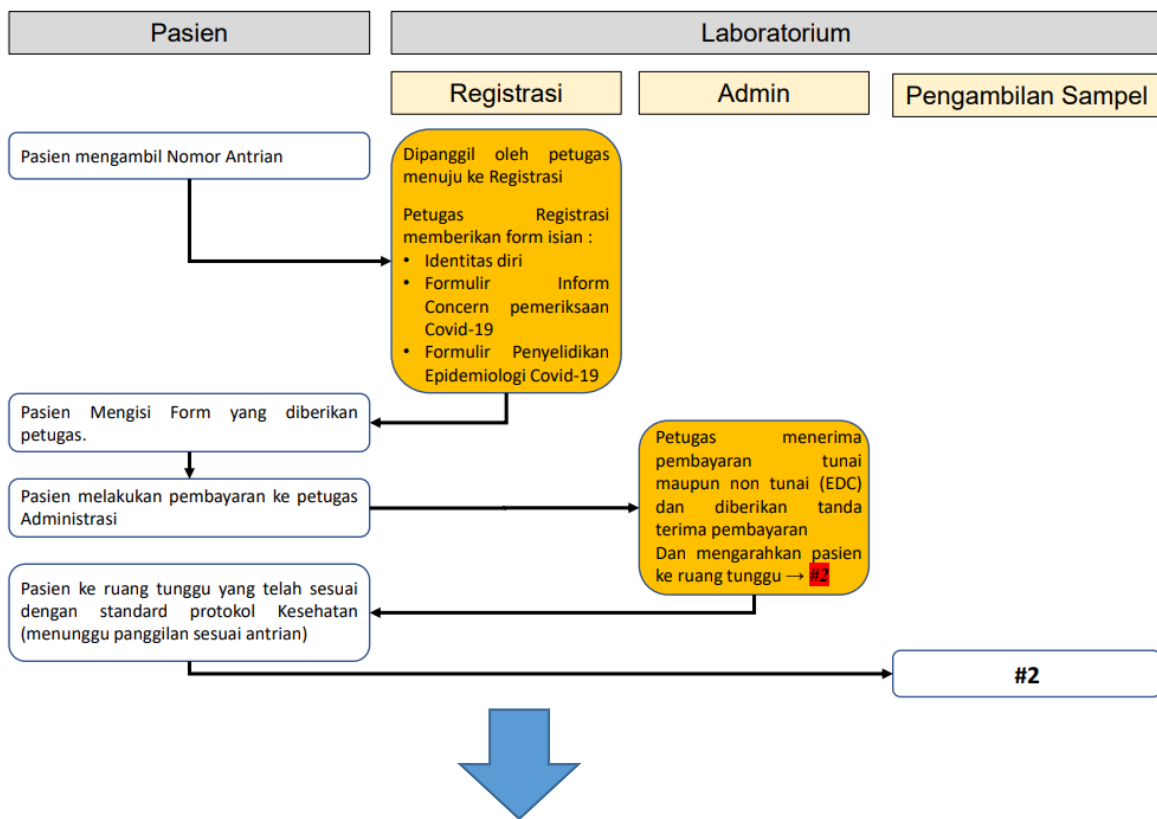 Pasien
Laboratorium
Registrasi
Admin
Pengambilan Sampel
Pasien mengambil Nomor Antrian
Dipanggil oleh petugas
menuju ke Registrasi
Petugas Registrasi
memberikan form isian :
• Identitas diri
• Formulir Inform
Concern pemeriksaan
Covid-19
• Formulir Penyelidikan
Epidemiologi Covid-19
Pasien Mengisi Form yang diberikan
petugas.
Pasien melakukan pembayaran ke petugas
Administrasi
Petugas menerima
pembayaran tunai
maupun non tunai (EDC)
dan diberikan tanda
terima pembayaran
Dan mengarahkan pasien
ke ruang tunggu → #2
Pasien ke ruang tunggu yang telah sesuai
dengan standard protokol Kesehatan
(menunggu panggilan sesuai antrian)
#2